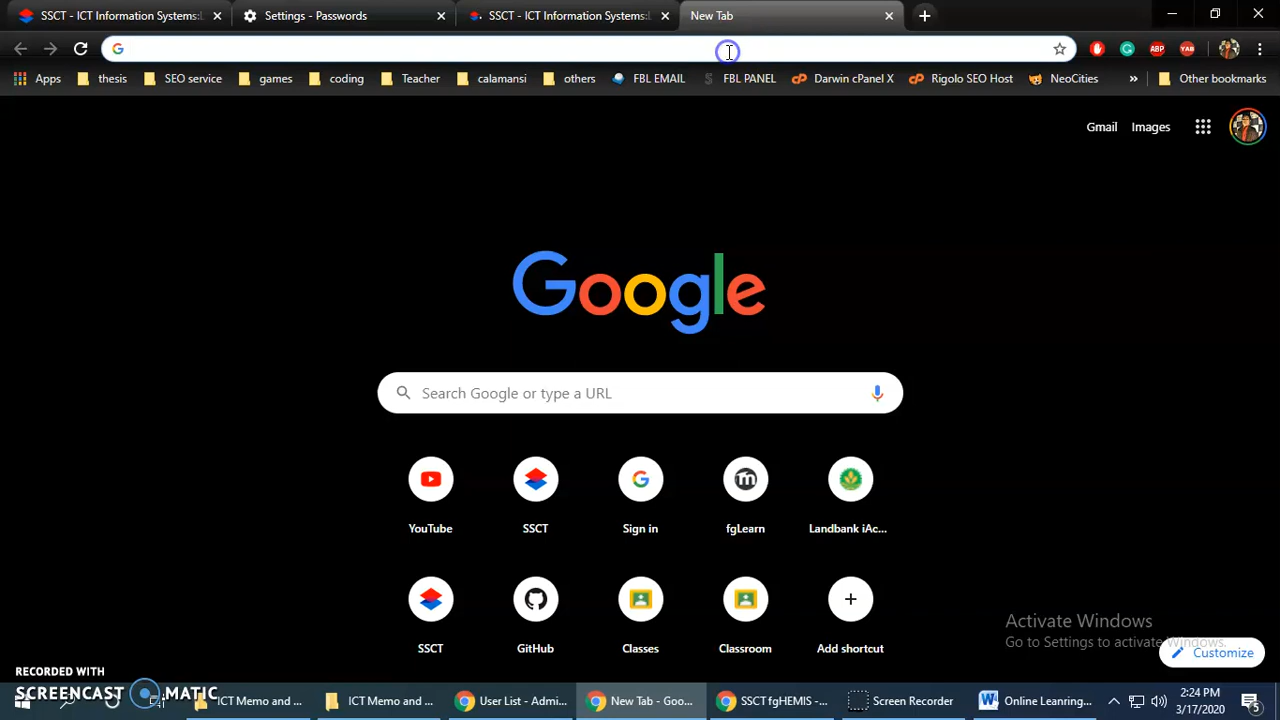 SSCT - ICT Information Systems:L
Settings - Passwords
SSCT - ICT Information Systems:L
New Tab
Apps
thesis
SEO service
games
coding
Teacher
calamansi
others
FBL EMAIL
FBL PANEL
Darwin cPanel X
Rigolo SEO Host
NeoCities
»
Other bookmarks
Gmail
Images
Google
Search Google or type a URL
YouTube
SSCT
Sign in
fgLearn
Landbank iAc...
SSCT
GitHub
Classes
Classroom
Add shortcut
Activate Windows
Go to Settings to activate Windows.
Customize
RECORDED WITH
SCREENCAST MATIC
ICT Memo and ...
ICT Memo and ...
User List - Admi...
New Tab - Goo...
SSCT fgHEMIS -...
Screen Recorder
Online Learning...
2:24 PM
3/17/2020
5